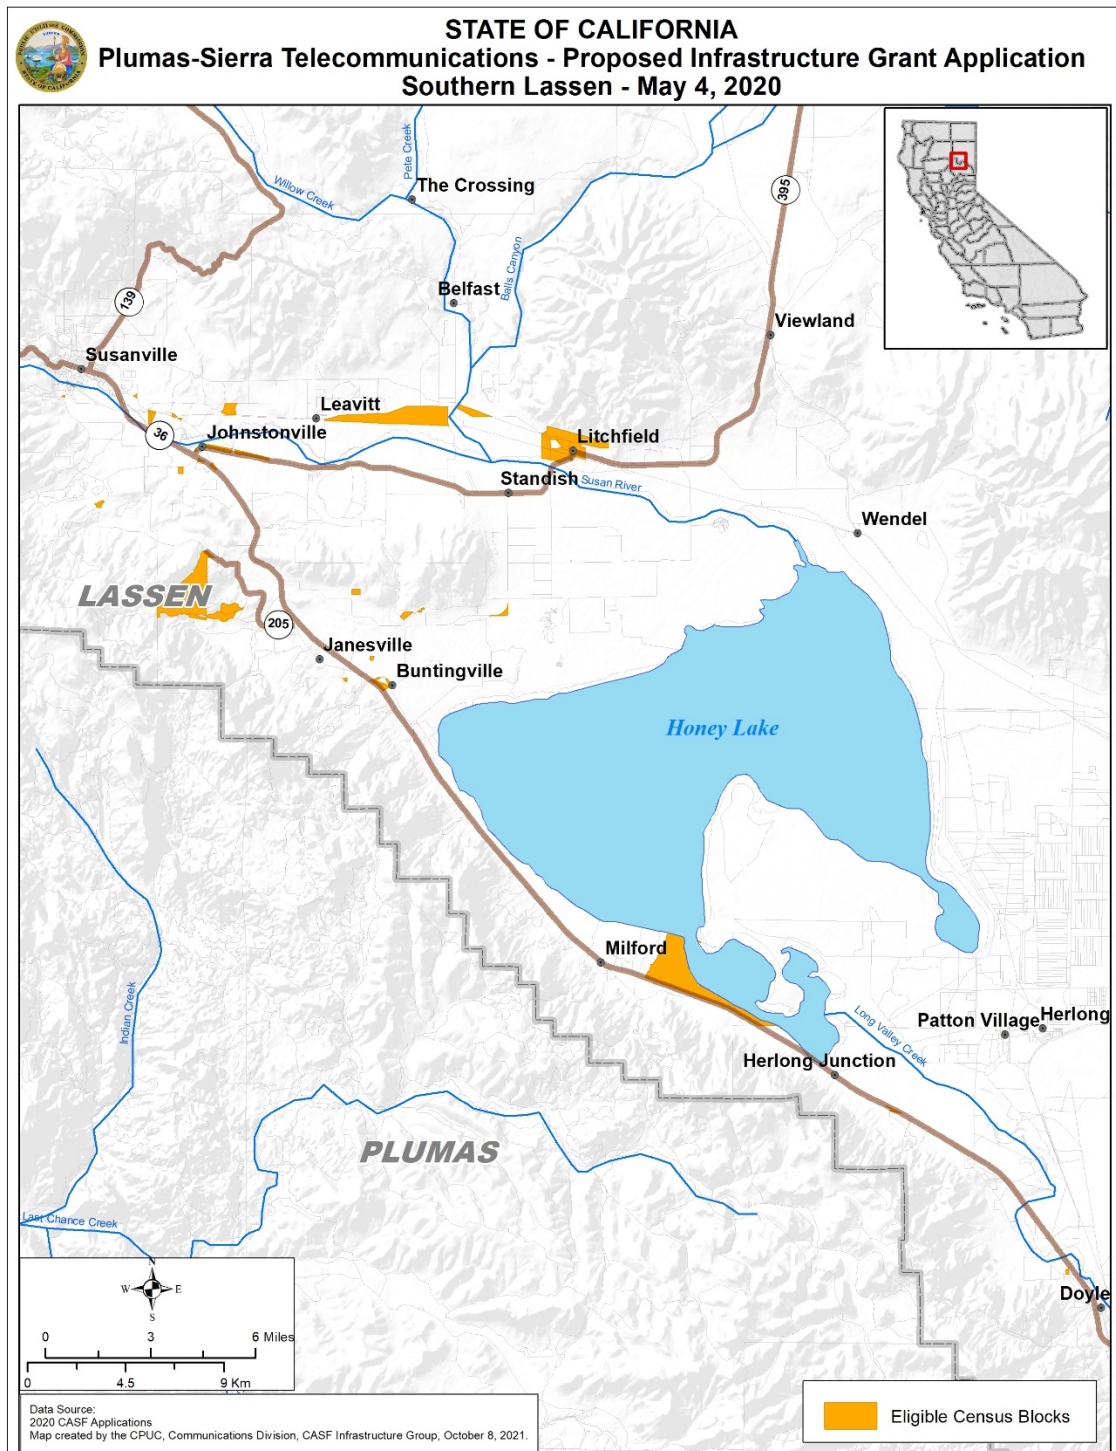 STATE OF CALIFORNIA
Plumas-Sierra Telecommunications - Proposed Infrastructure Grant Application
Southern Lassen - May 4, 2020
Willow Creek
Pete Creek
The Crossing
395
139
Belfast
Balls Canyon
Viewland
Susanville
Leavitt
36
Johnstonville
Litchfield
Standish
Susan River
Wendel
LASSEN
205
Janesville
Buntingville
Honey Lake
Milford
Indian Creek
Long Valley Creek
Patton Village
Herlong
Herlong Junction
PLUMAS
Last Chance Creek
Doyle
N
W E
S
0 3 6 Miles
0 4.5 9 Km
Data Source:
2020 CASF Applications
Map created by the CPUC, Communications Division, CASF Infrastructure Group, October 8, 2021.
Eligible Census Blocks